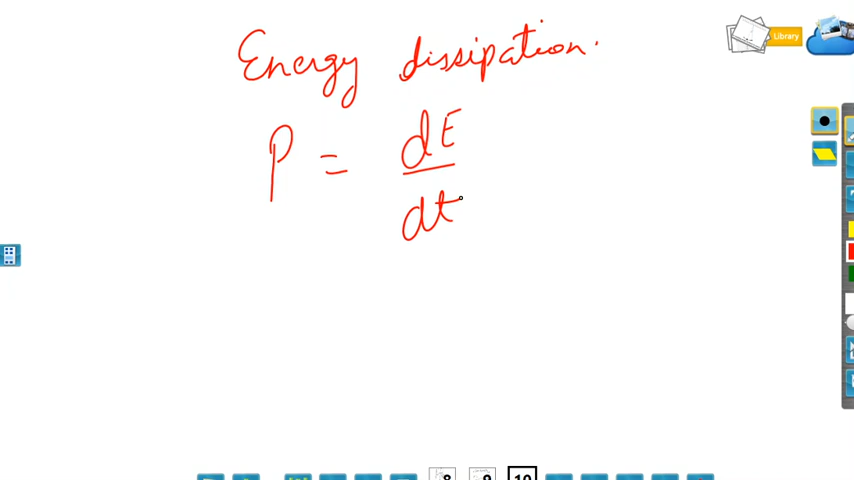 Energy dissipation.
P = dE
dt
Library
8 9 10